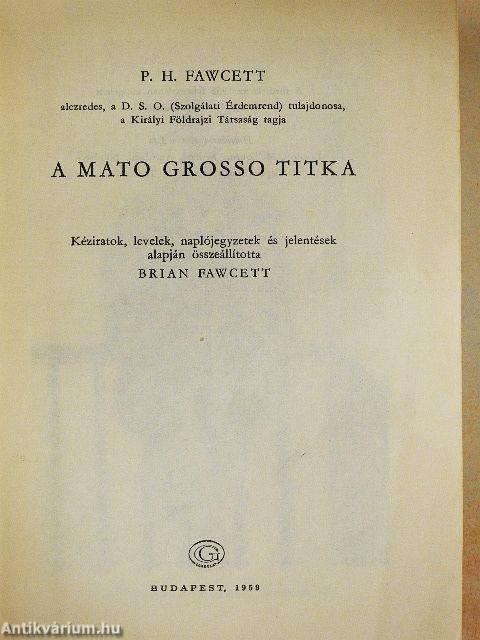 P. H. FAWCETT
alezredes, a D. S. O. (Szolgálati Érdemrend) tulajdonosa,
a Királyi Földrajzi Társaság tagja
A MATO GROSSO TITKA
Kéziratok, levelek, naplójegyzetek és jelentések
alapján összeállította
BRIAN FAWCETT
G
BUDAPEST, 1959
Antikvárium.hu